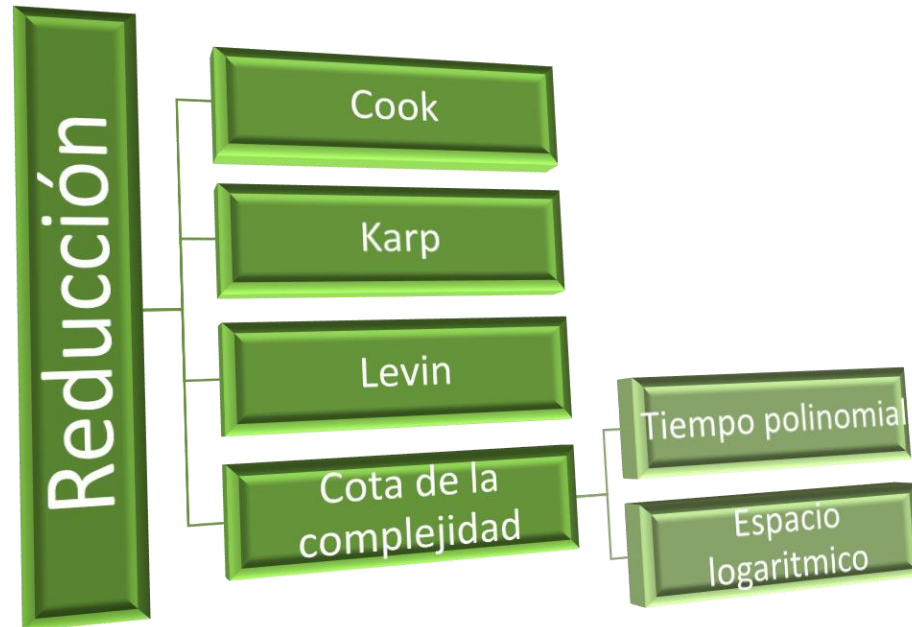 Reducción
Cook
Karp
Levin
Cota de la
complejidad
Tiempo polinomial
Espacio
logaritmico